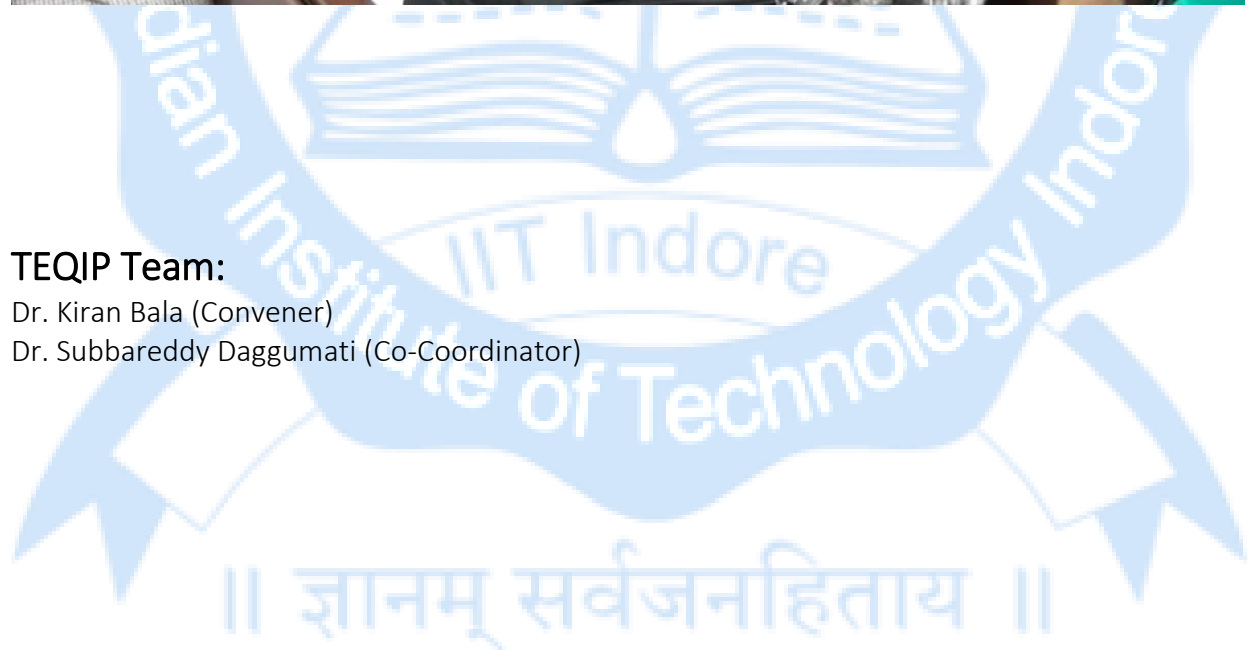 IIT Indore
Indian Institute of Technology Indore
TEQIP Team:
Dr. Kiran Bala (Convener)
Dr. Subbareddy Daggumati (Co-Coordinator)
॥ ज्ञानम् सर्वजनहिताय ॥